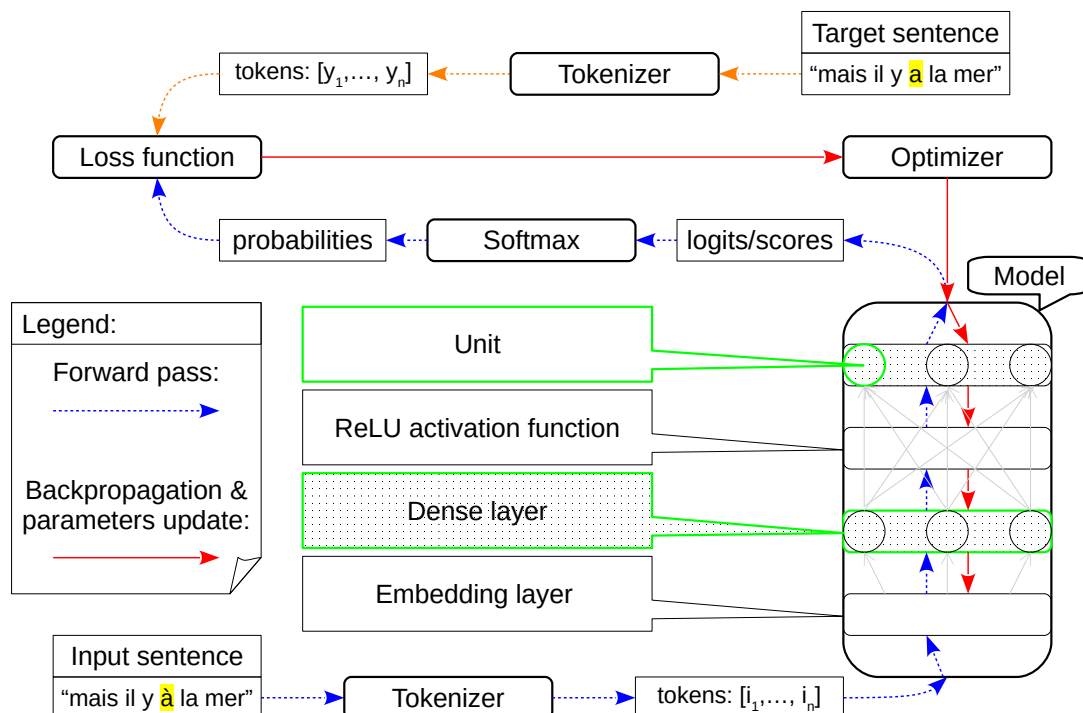 Target sentence
“mais il y a la mer”
Tokenizer
tokens: [y₁,…, yₙ]
Loss function
Optimizer
probabilities
Softmax
logits/scores
Model
Legend:
Forward pass:
Backpropagation &
parameters update:
Unit
ReLU activation function
Dense layer
Embedding layer
Input sentence
“mais il y à la mer”
Tokenizer
tokens: [i₁,…, iₙ]